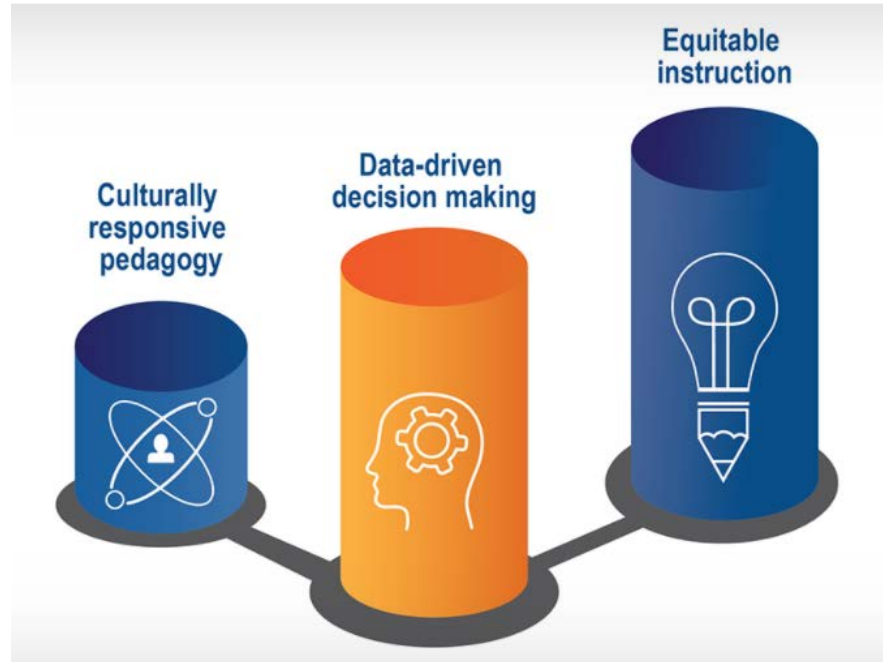 Culturally
responsive
pedagogy
Data-driven
decision making
Equitable
instruction